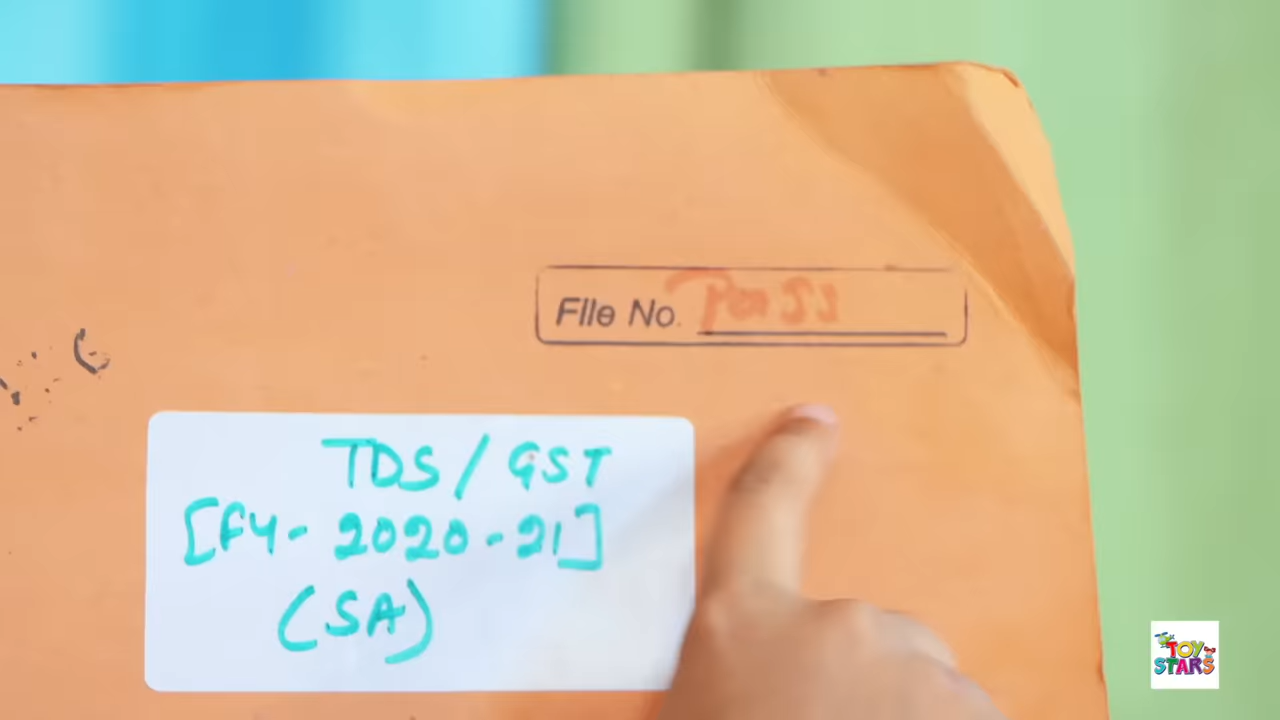 File No.
TDS / GST
[FY - 2020 - 21]
(SA)
TOY
STARS